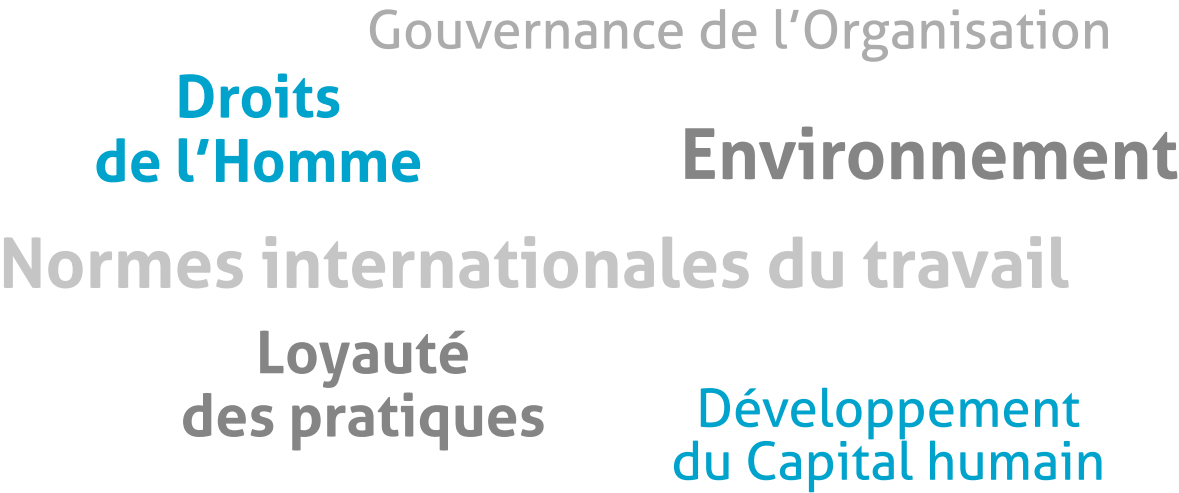 Gouvernance de l’Organisation
Droits
de l’Homme
Environnement
Normes internationales du travail
Loyauté
des pratiques
Développement
du Capital humain